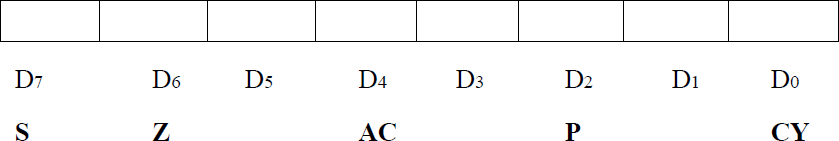 D7 D6 D5 D4 D3 D2 D1 D0
S Z AC P CY